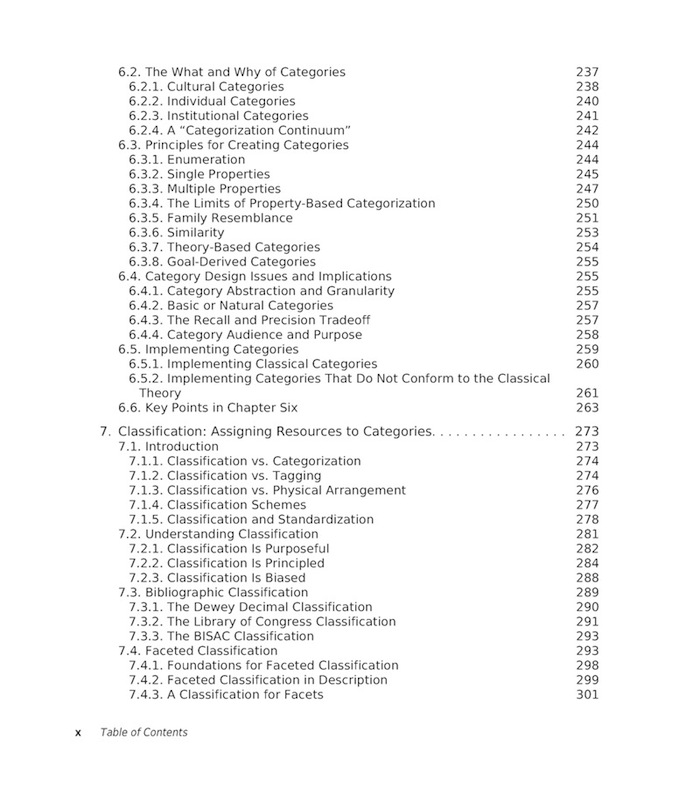 6.2. The What and Why of Categories 237
6.2.1. Cultural Categories 238
6.2.2. Individual Categories 240
6.2.3. Institutional Categories 241
6.2.4. A “Categorization Continuum” 242
6.3. Principles for Creating Categories 244
6.3.1. Enumeration 244
6.3.2. Single Properties 245
6.3.3. Multiple Properties 247
6.3.4. The Limits of Property-Based Categorization 250
6.3.5. Family Resemblance 251
6.3.6. Similarity 253
6.3.7. Theory-Based Categories 254
6.3.8. Goal-Derived Categories 255
6.4. Category Design Issues and Implications 255
6.4.1. Category Abstraction and Granularity 255
6.4.2. Basic or Natural Categories 257
6.4.3. The Recall and Precision Tradeoff 257
6.4.4. Category Audience and Purpose 258
6.5. Implementing Categories 259
6.5.1. Implementing Classical Categories 260
6.5.2. Implementing Categories That Do Not Conform to the Classical
Theory 261
6.6. Key Points in Chapter Six 263
7. Classification: Assigning Resources to Categories. . . . . . . . . . . . . . . . . 273
7.1. Introduction 273
7.1.1. Classification vs. Categorization 274
7.1.2. Classification vs. Tagging 274
7.1.3. Classification vs. Physical Arrangement 276
7.1.4. Classification Schemes 277
7.1.5. Classification and Standardization 278
7.2. Understanding Classification 281
7.2.1. Classification Is Purposeful 282
7.2.2. Classification Is Principled 284
7.2.3. Classification Is Biased 288
7.3. Bibliographic Classification 289
7.3.1. The Dewey Decimal Classification 290
7.3.2. The Library of Congress Classification 291
7.3.3. The BISAC Classification 293
7.4. Faceted Classification 293
7.4.1. Foundations for Faceted Classification 298
7.4.2. Faceted Classification in Description 299
7.4.3. A Classification for Facets 301
x Table of Contents